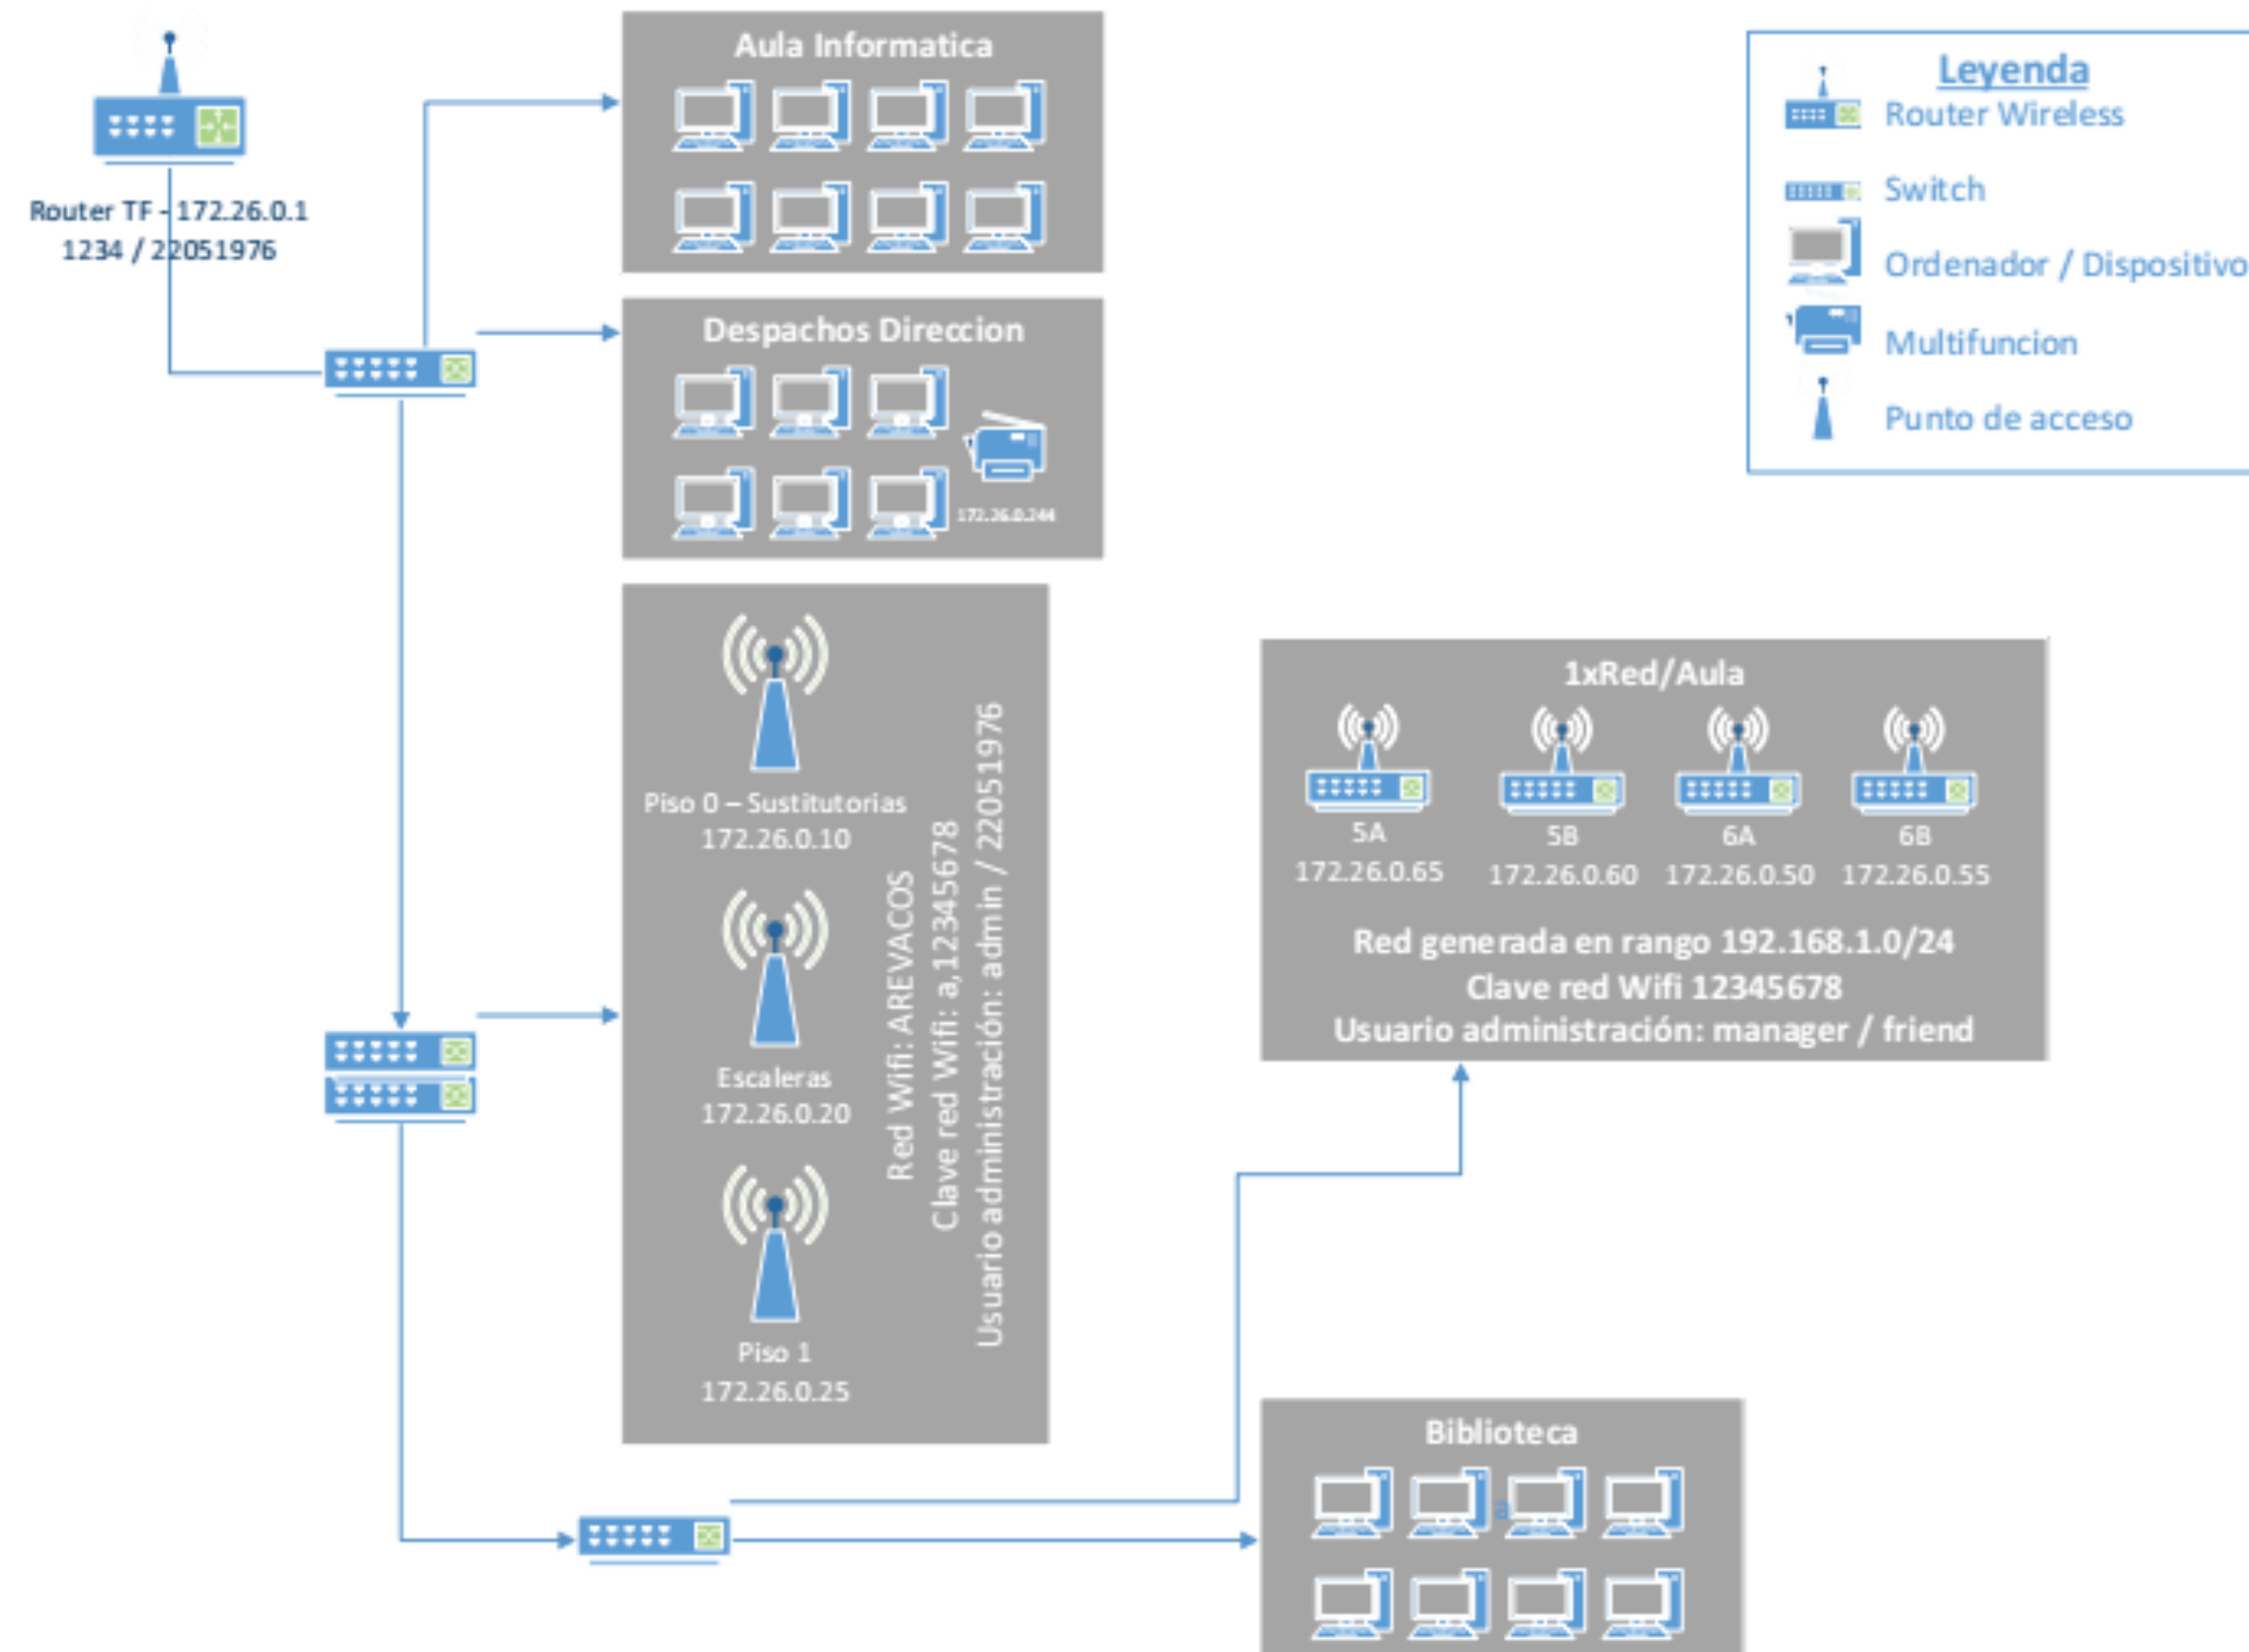 Router TF - 172.26.0.1
1234 / 22051976
Aula Informatica
Despachos Direccion
172.26.0.244
Piso 0 – Sustitutorias
172.26.0.10
Escaleras
172.26.0.20
Piso 1
172.26.0.25
Red Wifi: AREVACOS
Clave red Wifi: a,12345678
Usuario administración: admin / 22051976
Leyenda
Router Wireless
Switch
Ordenador / Dispositivo
Multifuncion
Punto de acceso
1xRed/Aula
5A
172.26.0.65
5B
172.26.0.60
6A
172.26.0.50
6B
172.26.0.55
Red generada en rango 192.168.1.0/24
Clave red Wifi 12345678
Usuario administración: manager / friend
Biblioteca